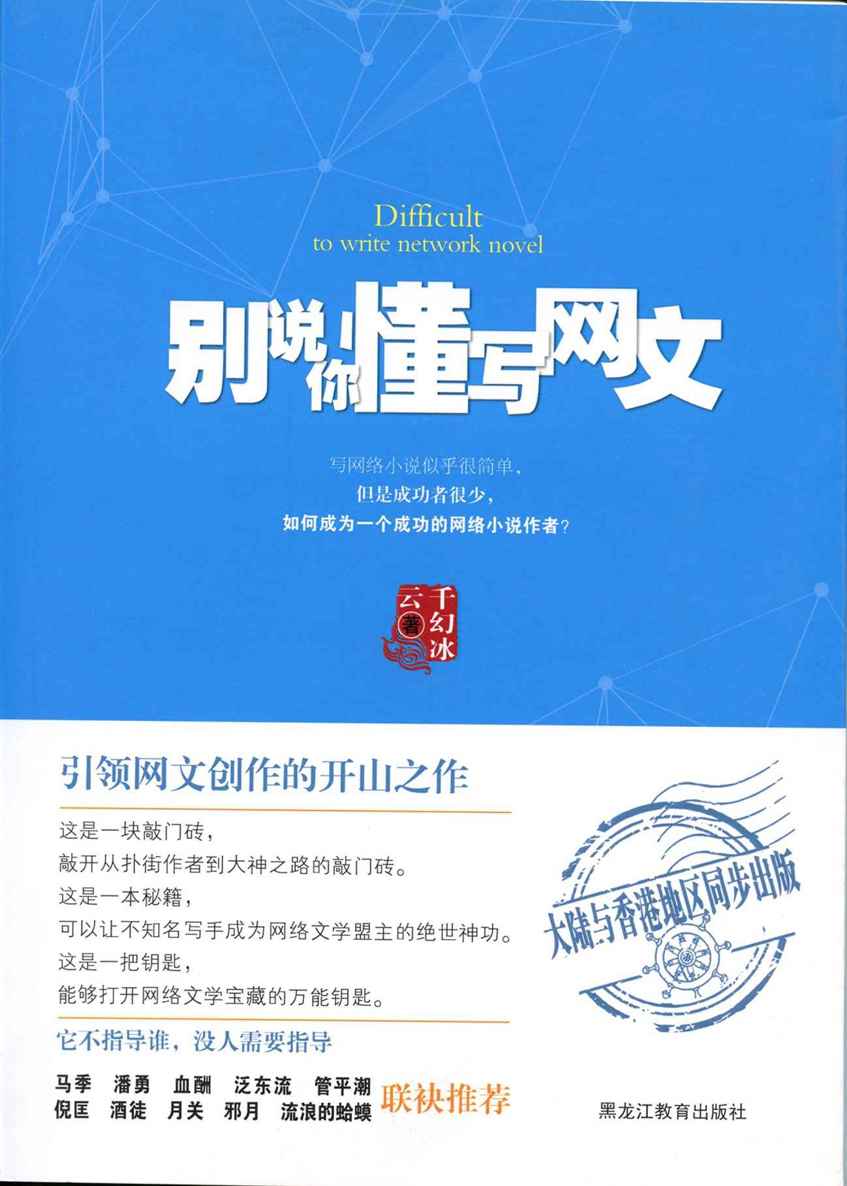 Difficult
to write network novel
别说你懂写网文
写网络小说似乎很简单，
但是成功者很少，
如何成为一个成功的网络小说作者？
千幻冰
云 著
引领网文创作的开山之作
这是一块敲门砖，
敲开从扑街作者到大神之路的敲门砖。
这是一本秘籍，
可以让不知名写手成为网络文学盟主的绝世神功。
这是一把钥匙，
能够打开网络文学宝藏的万能钥匙。
它不指导谁，没人需要指导
马季 潘勇 血酬 泛东流 管平潮
倪匡 酒徒 月关 邪月 流浪的蛤蟆
联袂推荐
大陆与香港地区同步出版
黑龙江教育出版社